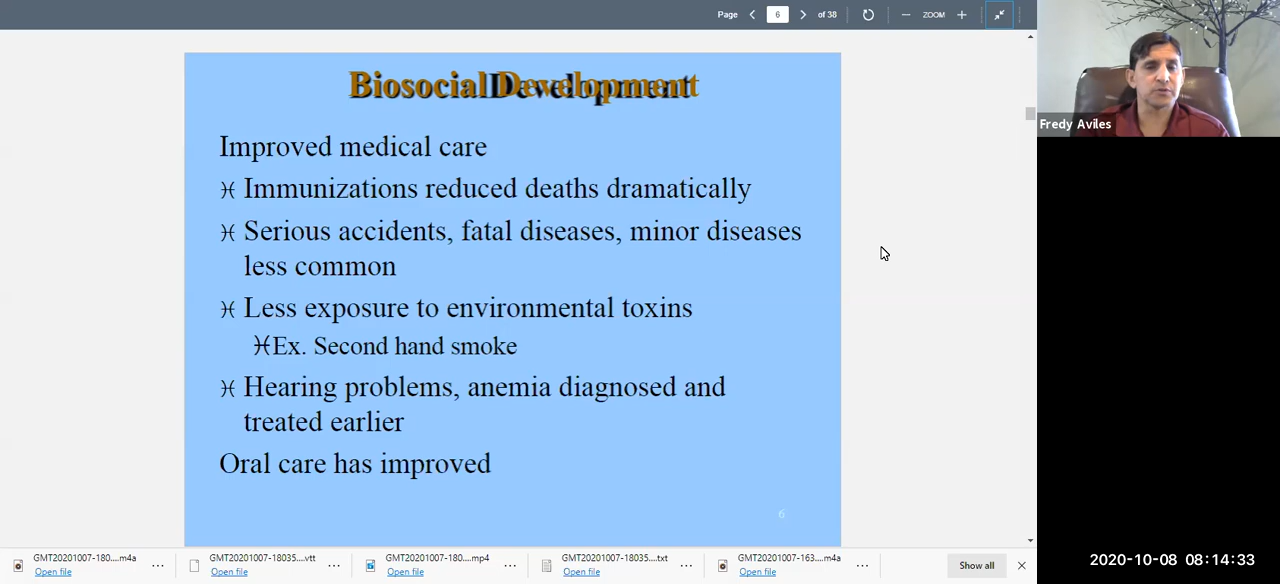 Page 6 of 38 ZOOM
Biosocial Development
Improved medical care
♓ Immunizations reduced deaths dramatically
♓ Serious accidents, fatal diseases, minor diseases
less common
♓ Less exposure to environmental toxins
♓Ex. Second hand smoke
♓ Hearing problems, anemia diagnosed and
treated earlier
Oral care has improved
6
Fredy Aviles
GMT20201007-180....m4a
Open file
GMT20201007-18035....vtt
Open file
GMT20201007-180....mp4
Open file
GMT20201007-18035....txt
Open file
GMT20201007-163....m4a
Open file
Show all
2020-10-08 08:14:33